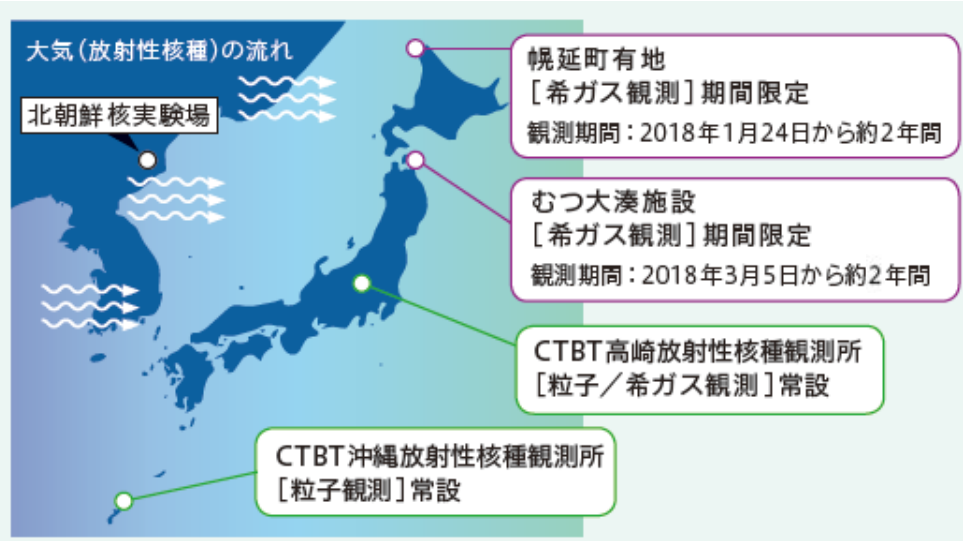 大気(放射性核種)の流れ
北朝鮮核実験場
幌延町有地
[希ガス観測]期間限定
観測期間:2018年1月24日から約2年間
むつ大湊施設
[希ガス観測]期間限定
観測期間:2018年3月5日から約2年間
CTBT高崎放射性核種観測所
[粒子/希ガス観測]常設
CTBT沖縄放射性核種観測所
[粒子観測]常設